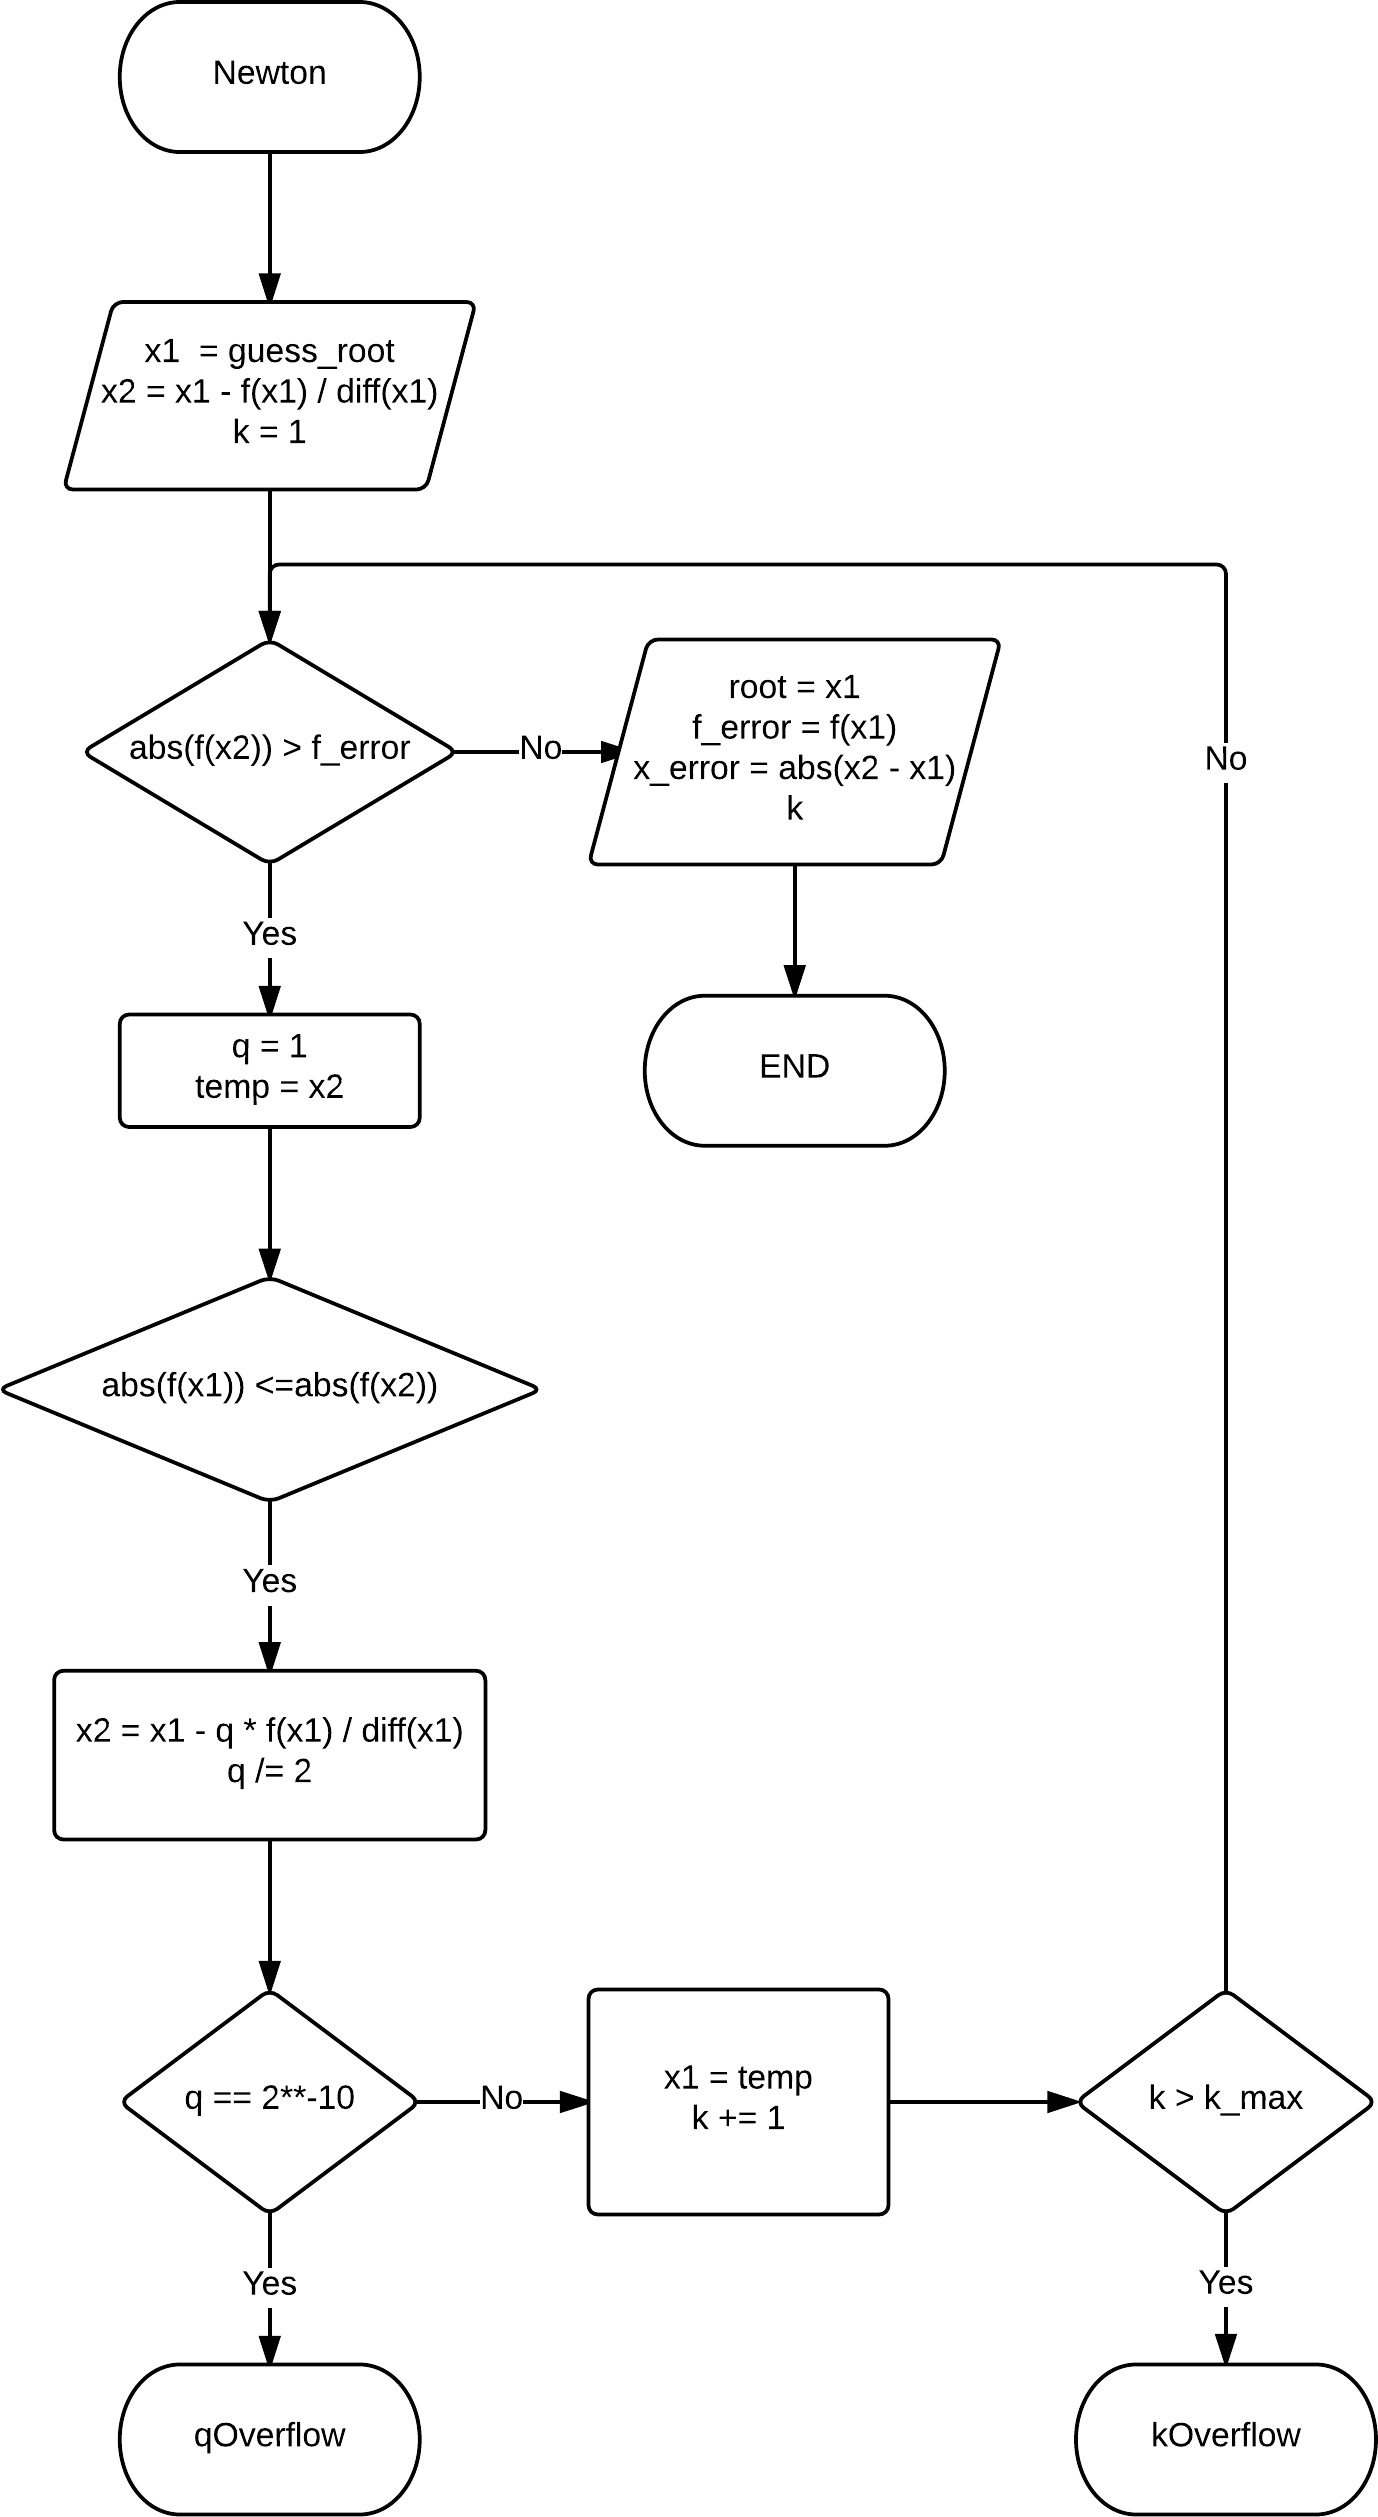 Newton
x1  = guess_root
x2 = x1 - f(x1) / diff(x1)
k = 1
abs(f(x2)) > f_error
No
root = x1
f_error = f(x1)
x_error = abs(x2 - x1)
k
No
Yes
q = 1
temp = x2
END
abs(f(x1)) <=abs(f(x2))
Yes
x2 = x1 - q * f(x1) / diff(x1)
q /= 2
q == 2**-10
No
x1 = temp
k += 1
k > k_max
Yes
Yes
qOverflow
kOverflow